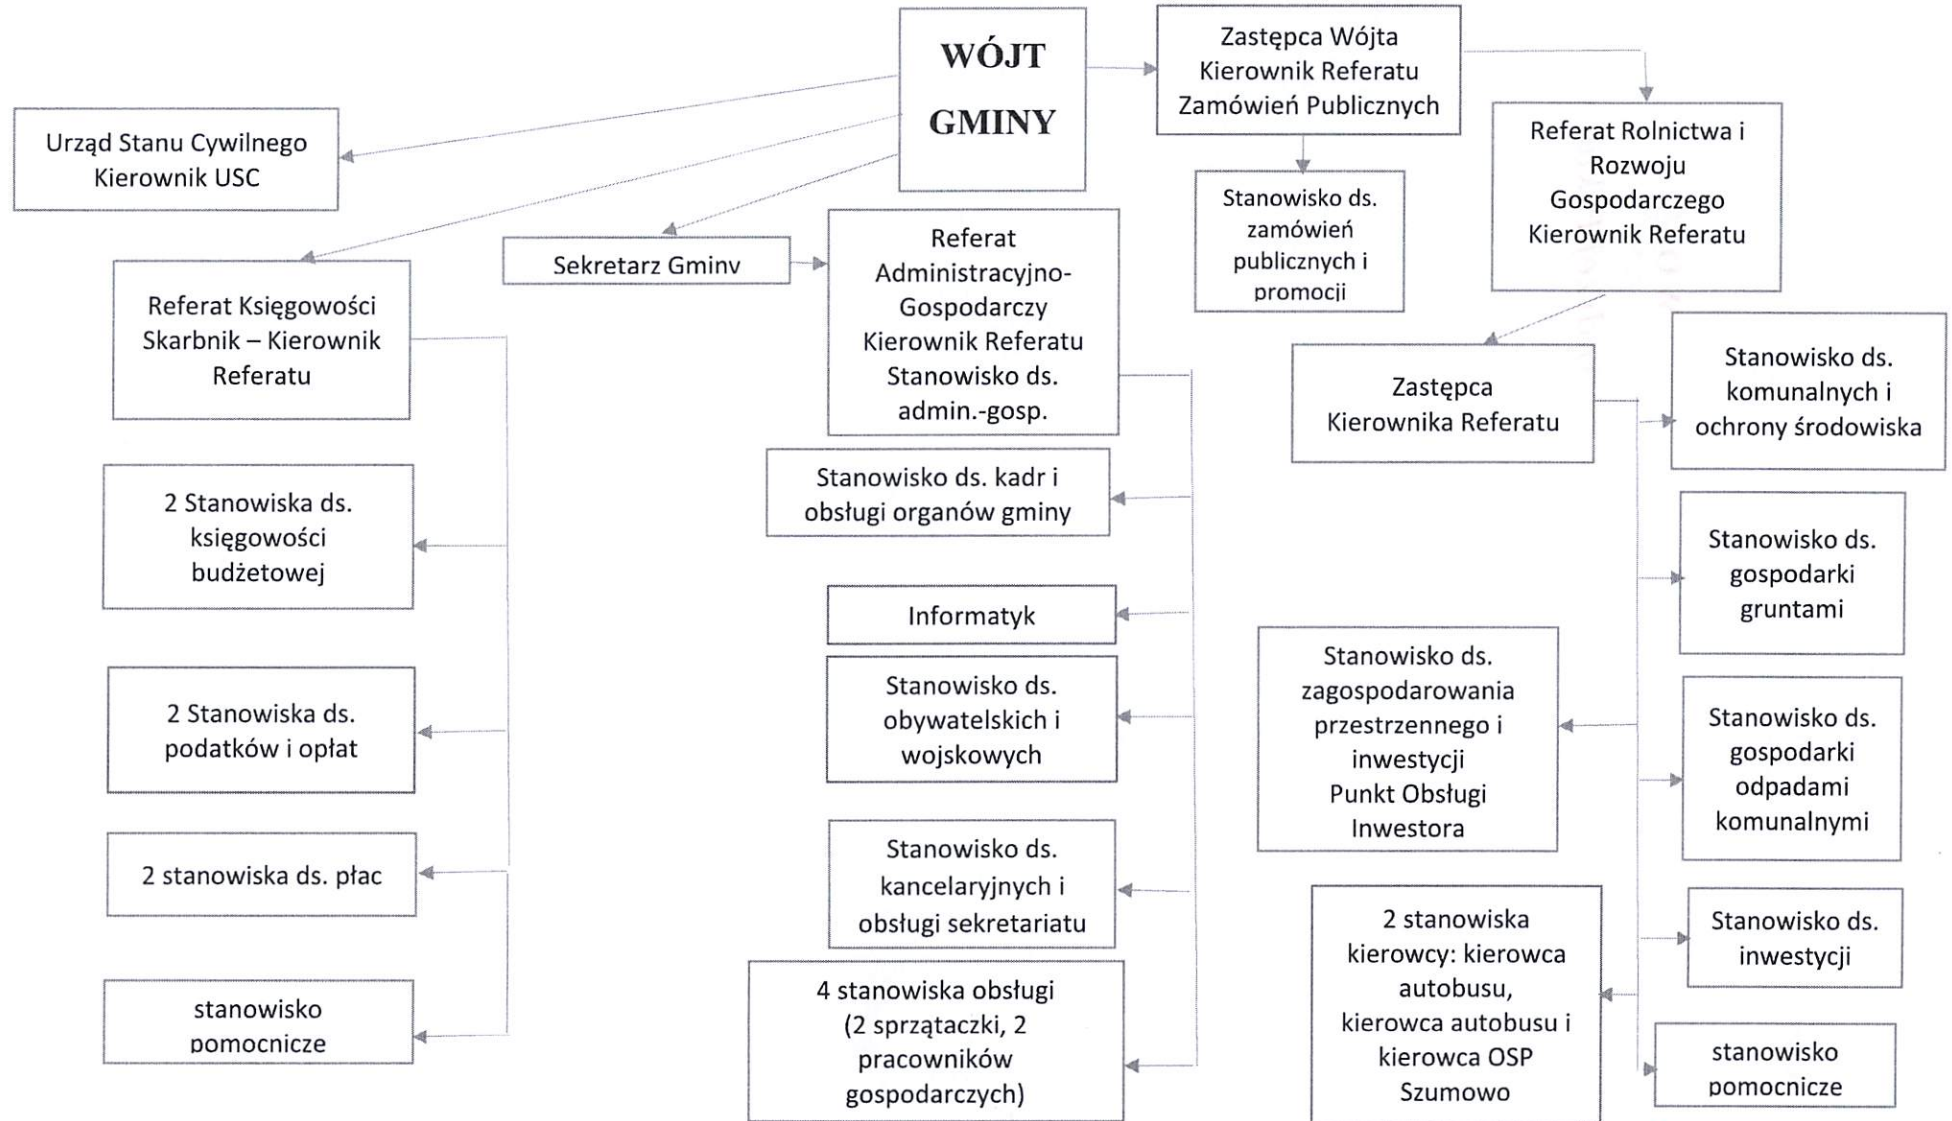 WÓJT
GMINY
Zastępca Wójta
Kierownik Referatu
Zamówień Publicznych
Urząd Stanu Cywilnego
Kierownik USC
Referat Rolnictwa i
Rozwoju
Gospodarczego
Kierownik Referatu
Stanowisko ds.
zamówień
publicznych i
promocji
Sekretarz Gminy
Referat
Administracyjno-
Gospodarczy
Kierownik Referatu
Stanowisko ds.
admin.-gosp.
Referat Księgowości
Skarbnik – Kierownik
Referatu
Zastępca
Kierownika Referatu
Stanowisko ds.
komunalnych i
ochrony środowiska
2 Stanowiska ds.
księgowości
budżetowej
Stanowisko ds. kadr i
obsługi organów gminy
Stanowisko ds.
gospodarki
gruntami
Informatyk
Stanowisko ds.
zagospodarowania
przestrzennego i
inwestycji
Punkt Obsługi
Inwestora
2 Stanowiska ds.
podatków i opłat
Stanowisko ds.
obywatelskich i
wojskowych
Stanowisko ds.
gospodarki
odpadami
komunalnymi
2 stanowiska ds. płac
Stanowisko ds.
kancelaryjnych i
obsługi sekretariatu
2 stanowiska
kierowcy: kierowca
autobusu,
kierowca autobusu i
kierowca OSP
Szumowo
Stanowisko ds.
inwestycji
stanowisko
pomocnicze
4 stanowiska obsługi
(2 sprzątaczki, 2
pracowników
gospodarczych)
stanowisko
pomocnicze